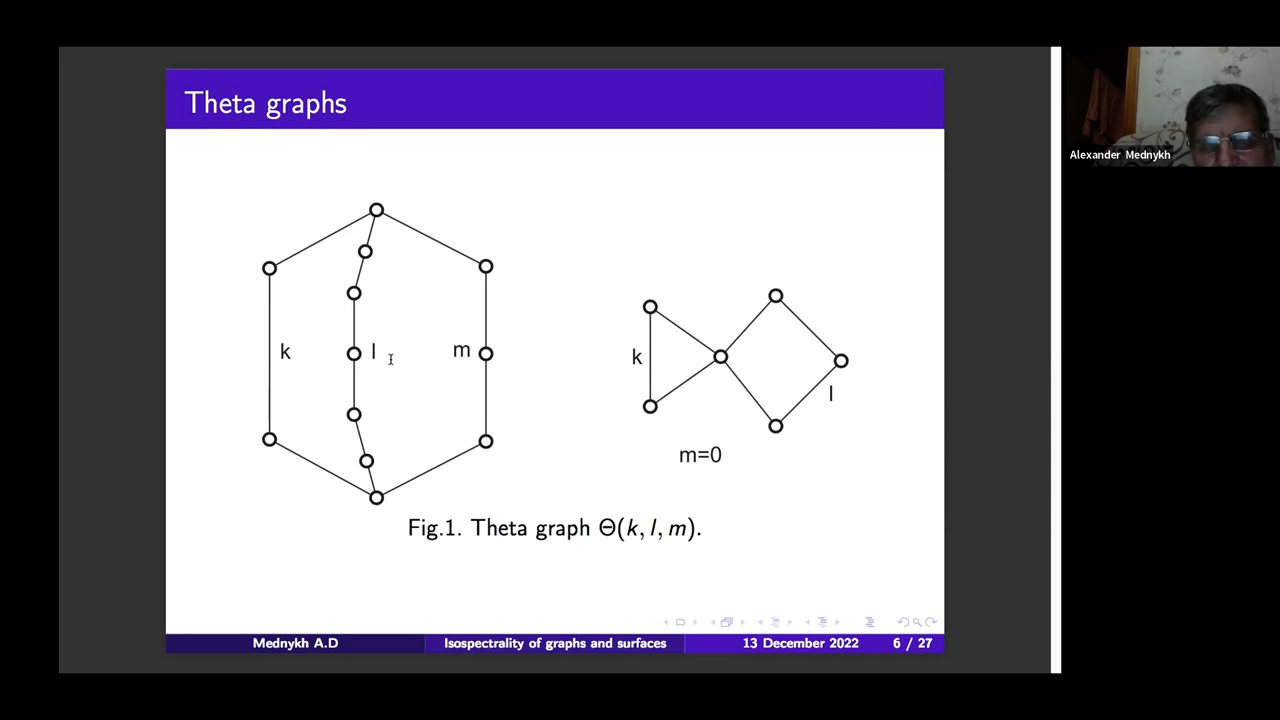 Theta graphs
Alexander Mednykh
k
l
m
k
l
m=0
Fig.1. Theta graph Θ(k, l, m).
Mednykh A.D
Isospectrality of graphs and surfaces
13 December 2022
6 / 27